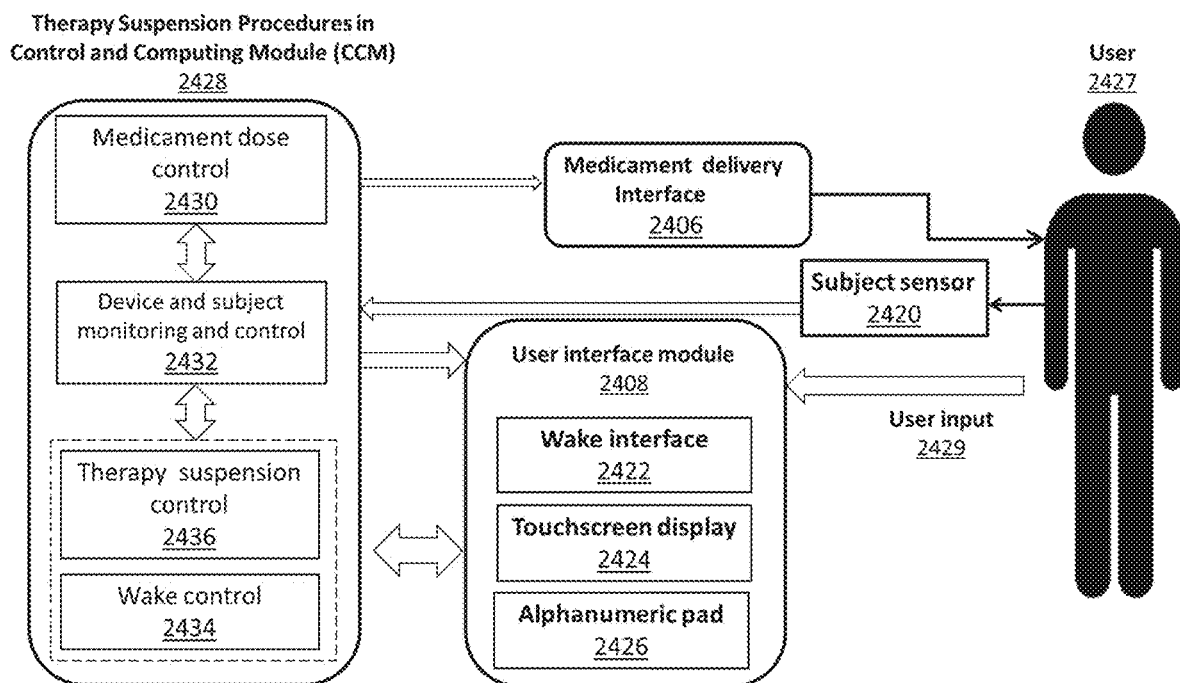 Therapy Suspension Procedures in
Control and Computing Module (CCM)
2428
Medicament dose
control
2430
Device and subject
monitoring and control
2432
Therapy suspension
control
2436
Wake control
2434
Medicament delivery
Interface
2406
Subject sensor
2420
User interface module
2408
Wake interface
2422
Touchscreen display
2424
Alphanumeric pad
2426
User
2427
User input
2429